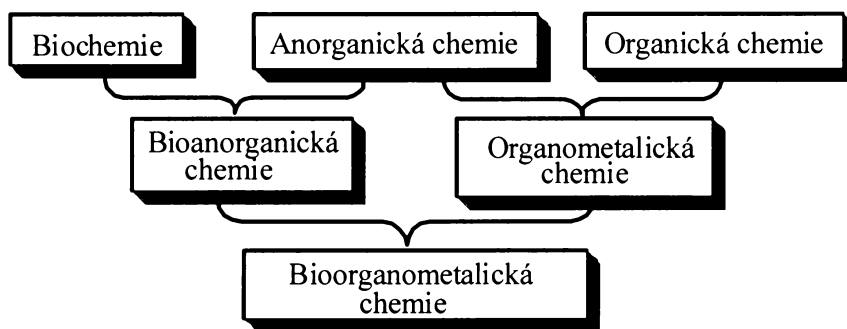 Biochemie
Anorganická chemie
Organická chemie
Bioanorganická
chemie
Organometalická
chemie
Bioorganometalická
chemie